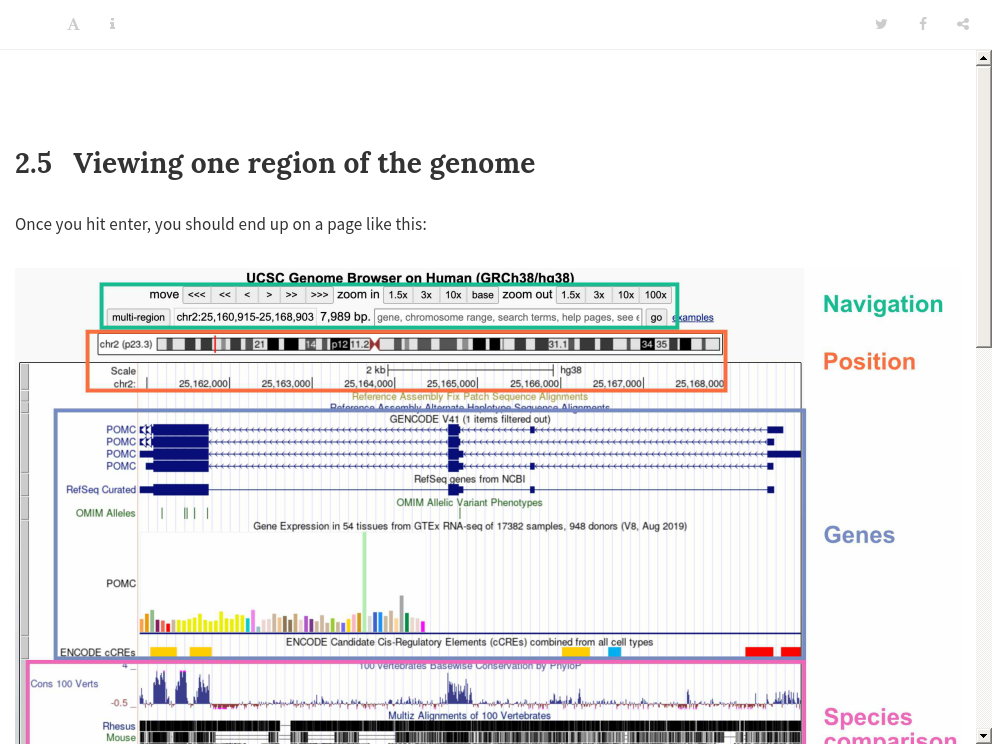 A i
2.5 Viewing one region of the genome
Once you hit enter, you should end up on a page like this:
UCSC Genome Browser on Human (GRCh38/hg38)
move <<< << < > >> >>> zoom in 1.5x 3x 10x base zoom out 1.5x 3x 10x 100x
Navigation
multi-region chr2:25,160,915-25,168,903 7,989 bp. gene, chromosome range, search terms, help pages, see e go examples
chr2 (p23.3) 21 14 p12 11.2 31.1 34 35
Position
Scale 2 kb hg38
chr2: 25,162,000 25,163,000 25,164,000 25,165,000 25,166,000 25,167,000 25,168,000
Reference Assembly Fix Patch Sequence Alignments
Reference Assembly Alternate Haplotype Sequence Alignments
GENCODE V41 (1 items filtered out)
POMC
POMC
POMC
POMC
RefSeq genes from NCBI
RefSeq Curated
OMIM Allelic Variant Phenotypes
OMIM Alleles
Gene Expression in 54 tissues from GTEx RNA-seq of 17382 samples, 948 donors (V8, Aug 2019)
Genes
POMC
ENCODE Candidate Cis-Regulatory Elements (cCREs) combined from all cell types
ENCODE cCREs
100 vertebrates Basewise Conservation by PhyloP
4 _
Cons 100 Verts
-0.5 _
Multiz Alignments of 100 Vertebrates
Rhesus
Mouse
Species
comparison